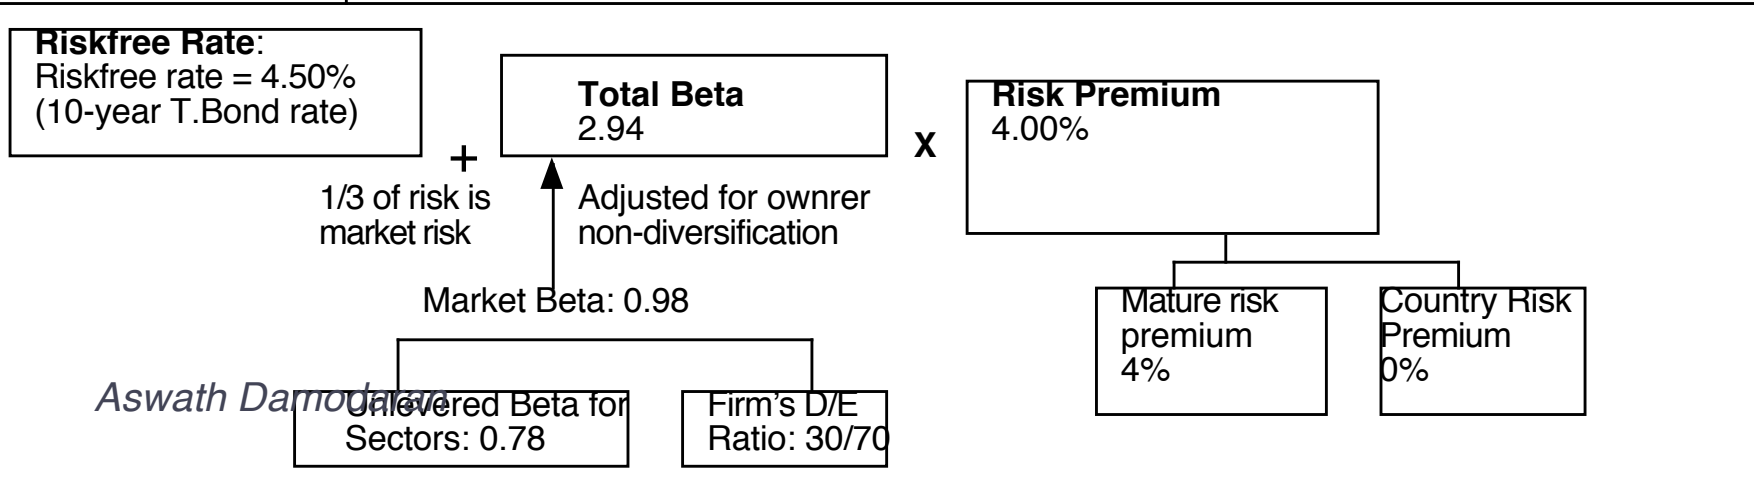 Riskfree Rate:
Riskfree rate = 4.50%
(10-year T.Bond rate)
+
Total Beta
2.94
X
Risk Premium
4.00%
1/3 of risk is
market risk
Adjusted for ownrer
non-diversification
Market Beta: 0.98
Mature risk
premium
4%
Country Risk
Premium
0%
Aswath Damodaran
Unlevered Beta for
Sectors: 0.78
Firm’s D/E
Ratio: 30/70